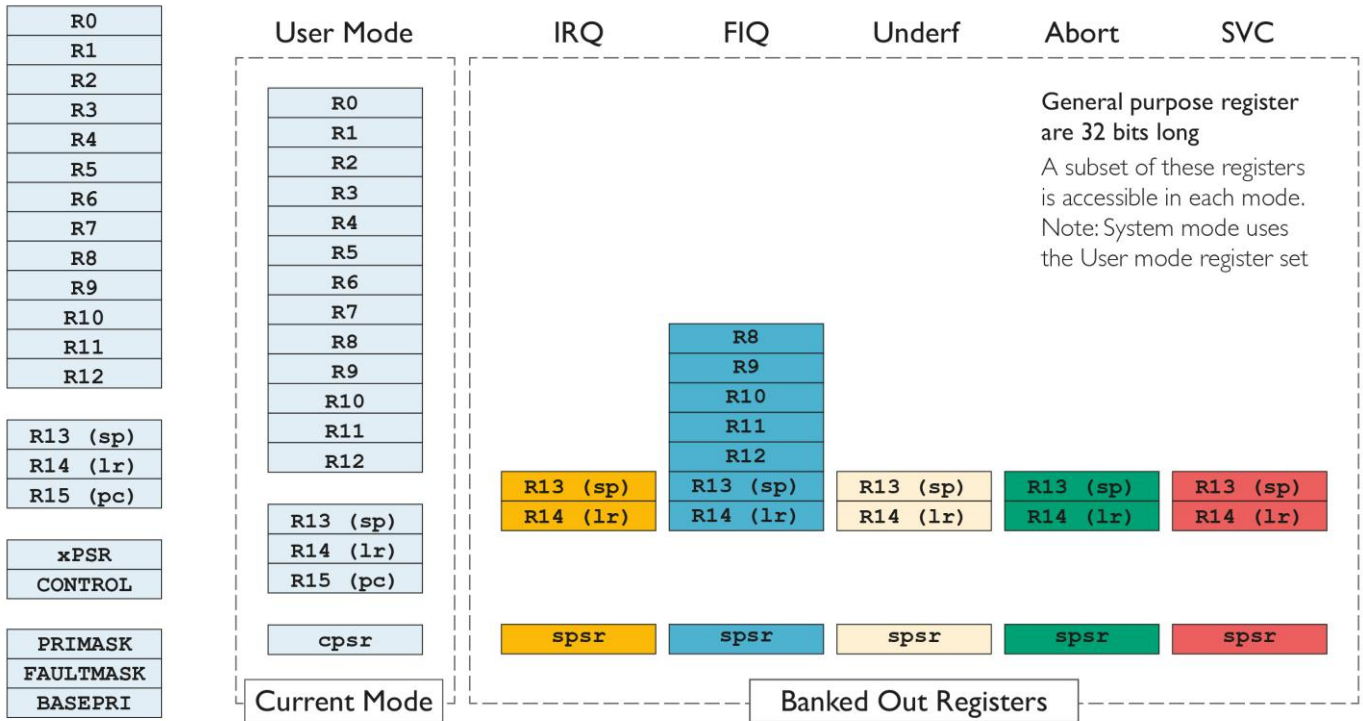 R0
R1
R2
R3
R4
R5
R6
R7
R8
R9
R10
R11
R12
R13 (sp)
R14 (lr)
R15 (pc)
xPSR
CONTROL
PRIMASK
FAULTMASK
BASEPRI
User Mode
R0
R1
R2
R3
R4
R5
R6
R7
R8
R9
R10
R11
R12
R13 (sp)
R14 (lr)
R15 (pc)
cpsr
Current Mode
IRQ
R13 (sp)
R14 (lr)
spsr
FIQ
R8
R9
R10
R11
R12
R13 (sp)
R14 (lr)
spsr
Underf
R13 (sp)
R14 (lr)
spsr
Abort
R13 (sp)
R14 (lr)
spsr
SVC
R13 (sp)
R14 (lr)
spsr
General purpose register
are 32 bits long
A subset of these registers
is accessible in each mode.
Note: System mode uses
the User mode register set
Banked Out Registers